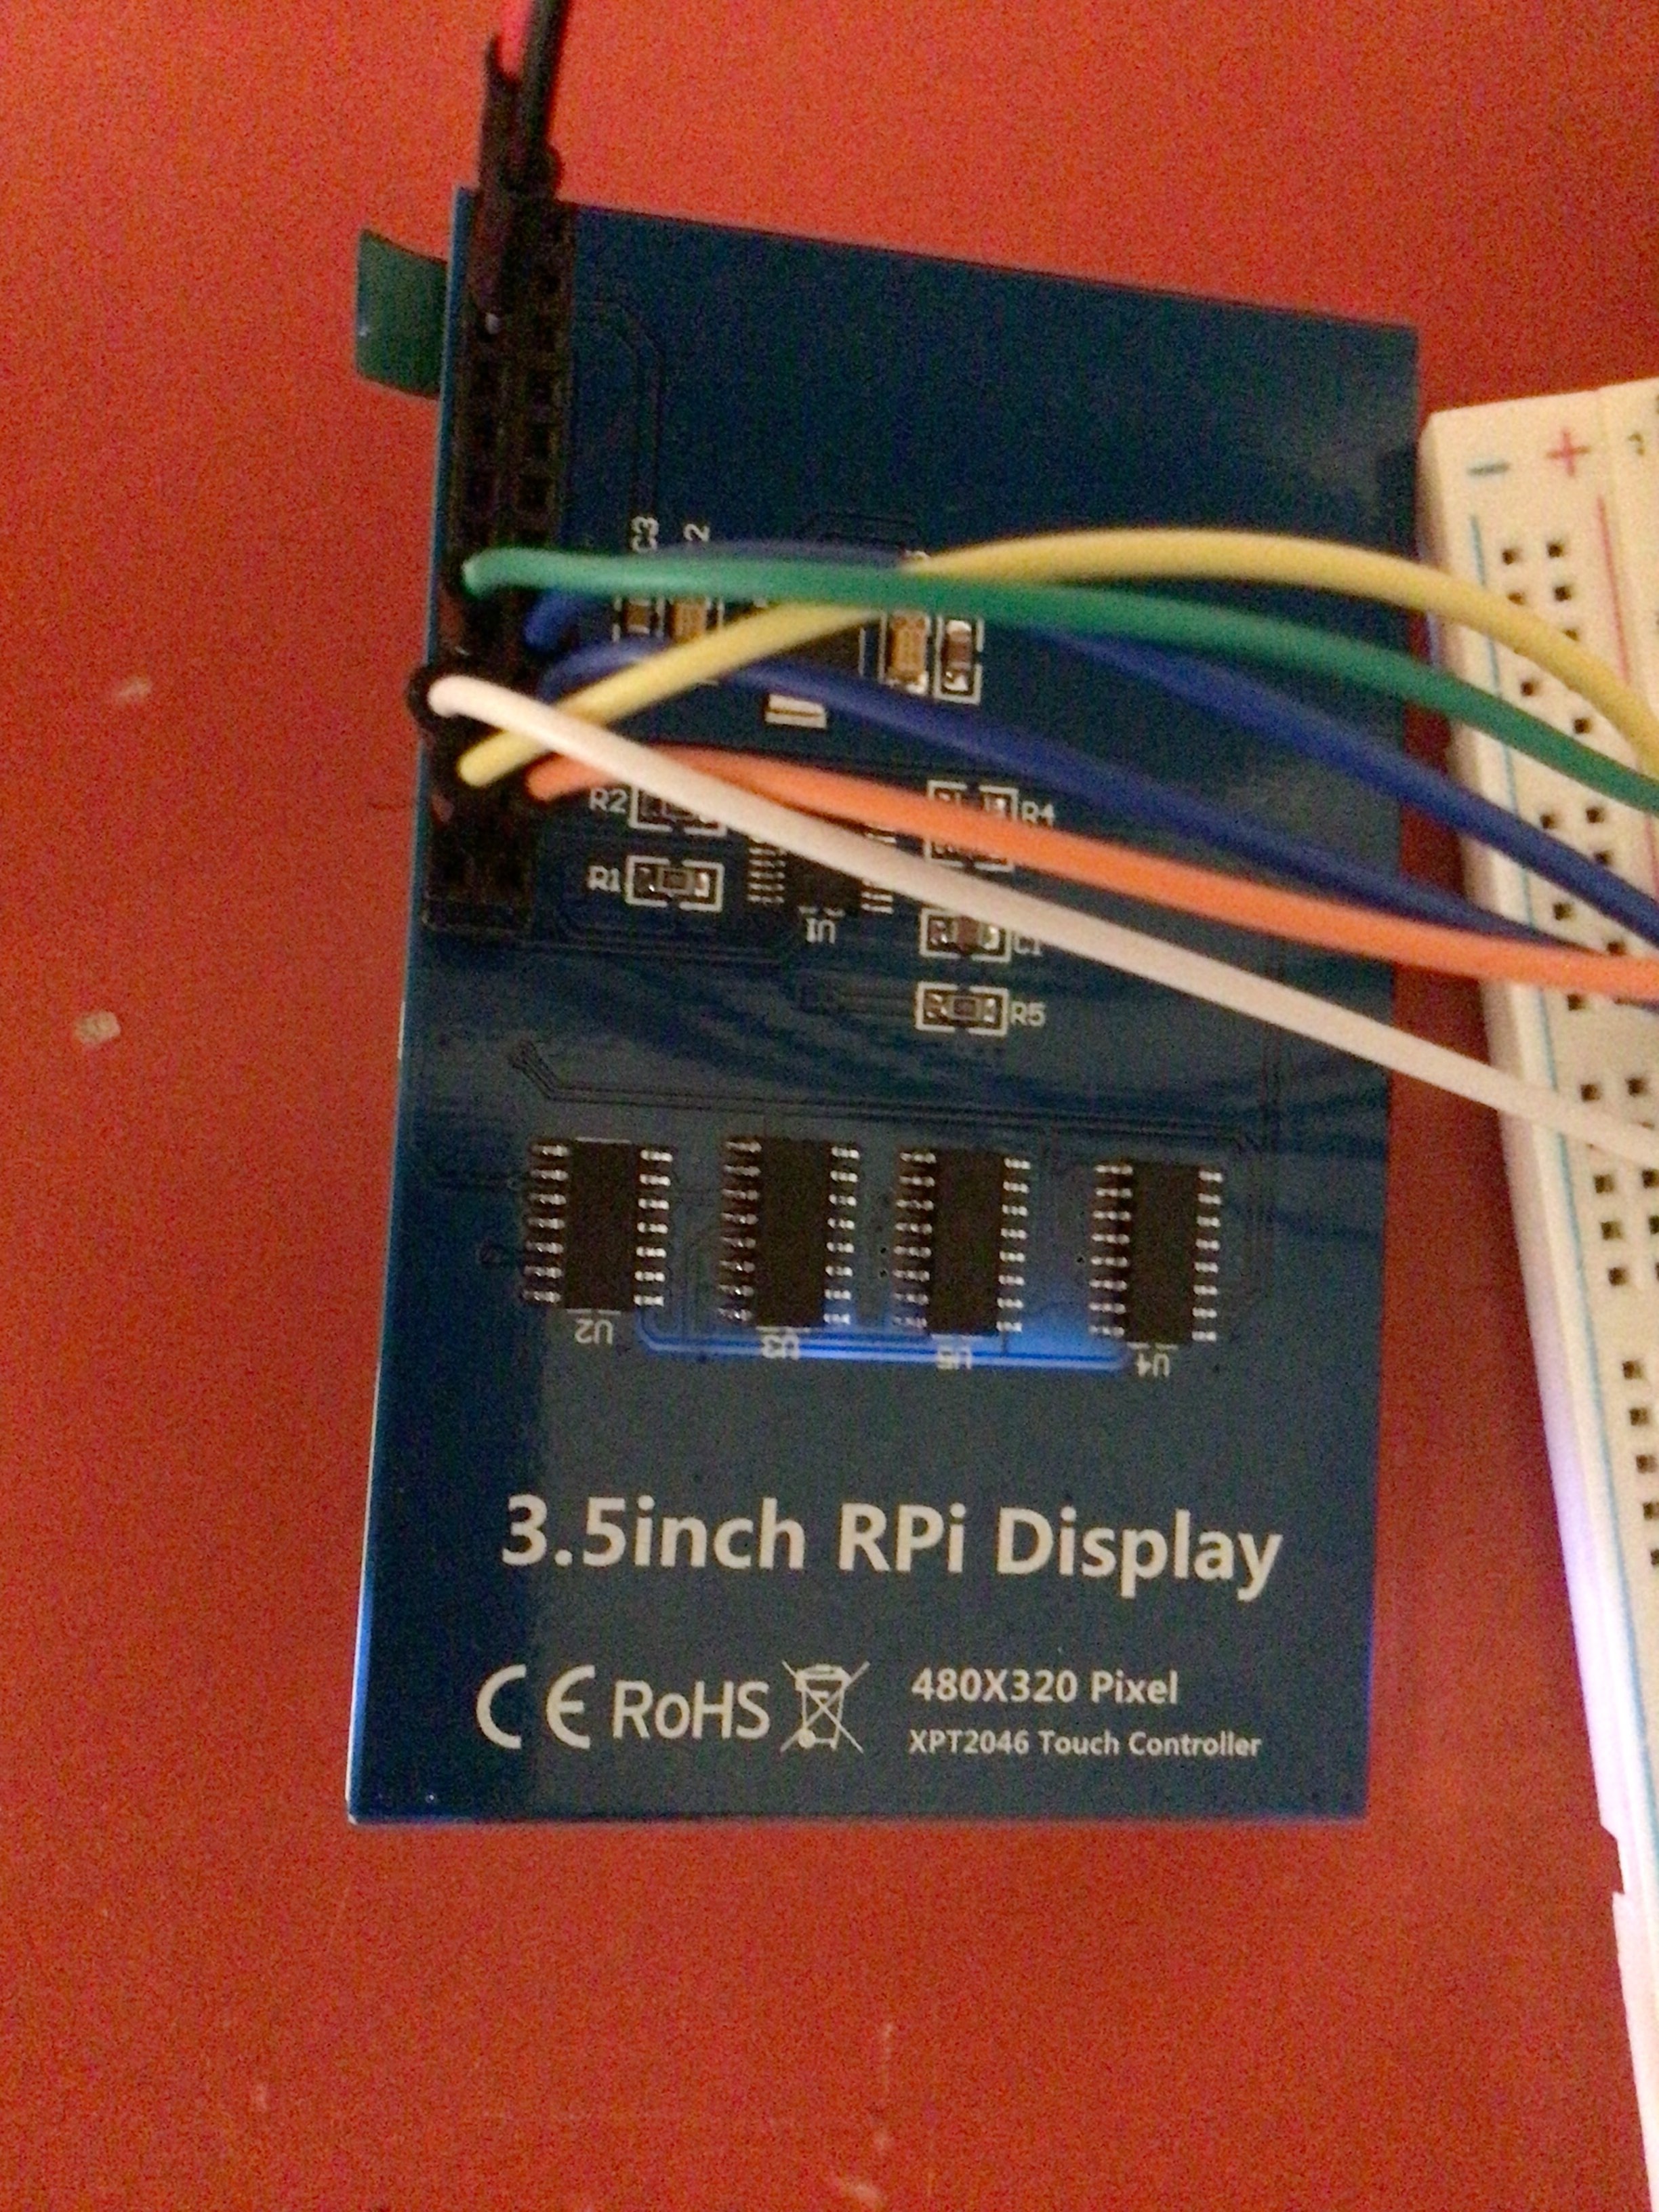 C3
2
R2
R4
R1
U1
C1
R5
U2
U3
U5
U4
3.5inch RPi Display
CE RoHS
480X320 Pixel
XPT2046 Touch Controller